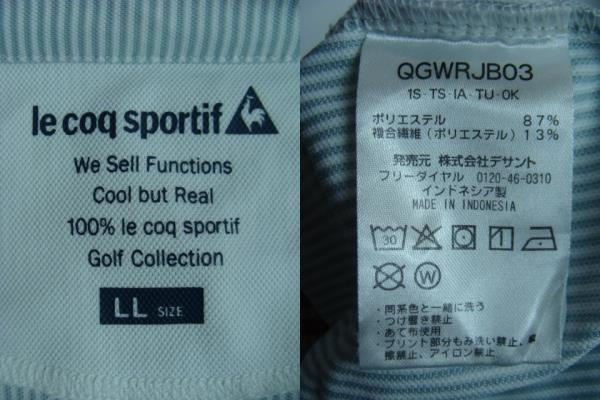 le coq sportif
We Sell Functions
Cool but Real
100% le coq sportif
Golf Collection
LL SIZE
QGWRJB03
1S-TS-IA-TU-OK
ポリエステル 87%
複合繊維(ポリエステル)13%
発売元 株式会社デサント
フリーダイヤル 0120-46-0310
インドネシア製
MADE IN INDONESIA
30
W
・同系色と一緒に洗う
・つけ置き禁止
・あて布使用
・プリント部分もみ洗い禁止、
擦禁止、アイロン禁止